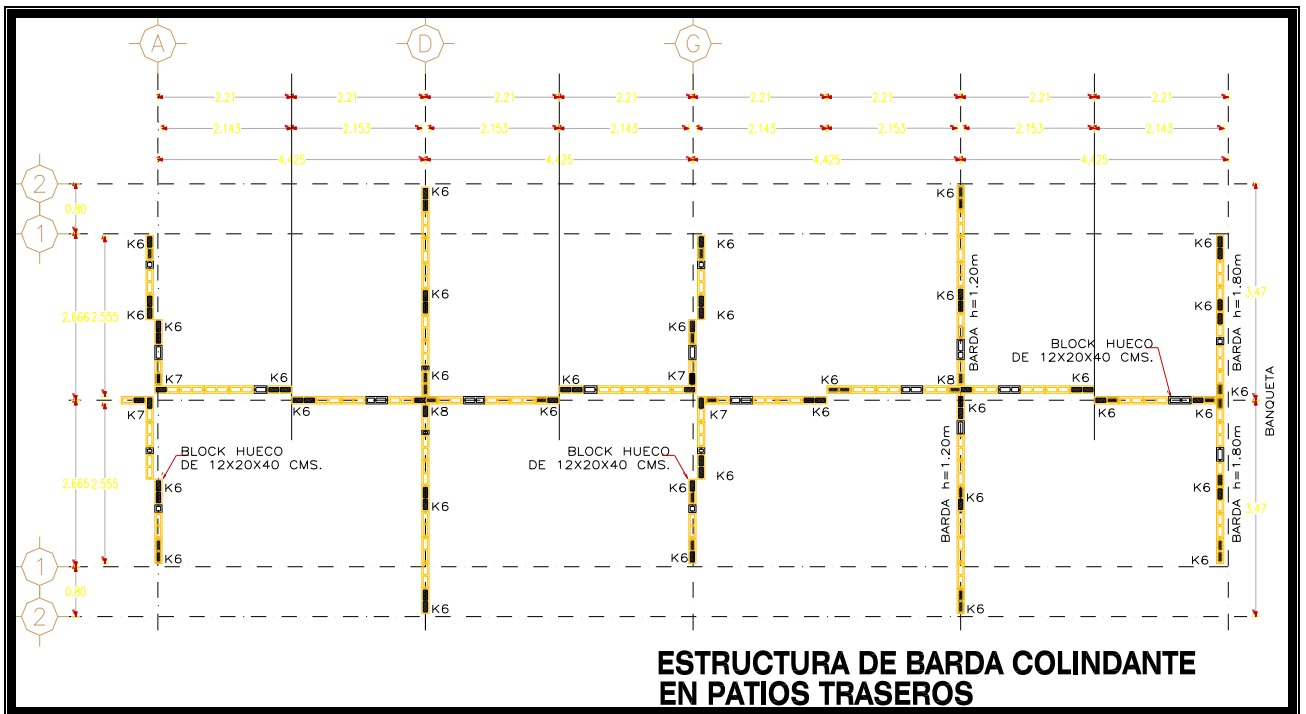 A D G
2.21 2.21 2.21 2.21 2.21 2.21 2.21 2.21
2.143 2.153 2.153 2.143 2.143 2.153 2.153 2.143
4.425 4.425 4.425 4.425
2
0.80
1
K6 K6
K6 K6 K6 K6 K6
K6 K6 K6 K6
BARDA h=1.20m
BARDA h=1.80m
3.47
2.666 2.555
K6 K6 K6 K6
K6 K6
BLOCK HUECO
DE 12X20X40 CMS.
BANQUETA
K7 K6 K6 K6 K7 K6 K8 K6 K6
K7 K6 K8 K6 K7 K6 K6 K6 K6
BLOCK HUECO
DE 12X20X40 CMS.
BLOCK HUECO
DE 12X20X40 CMS.
BARDA h=1.20m
BARDA h=1.80m
2.665 2.555
K6 K6 K6 K6 K6
3.47
K6 K6 K6
1
0.80
2
K6 K6
ESTRUCTURA DE BARDA COLINDANTE
EN PATIOS TRASEROS